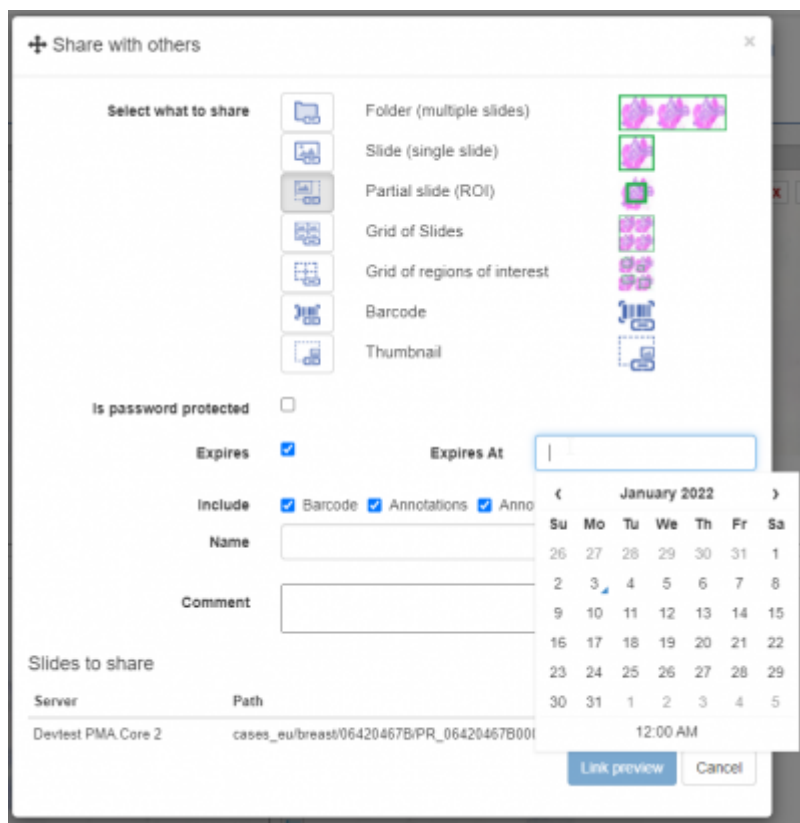 Share with others ×
Select what to share Folder (multiple slides)
Slide (single slide)
Partial slide (ROI)
x
Grid of Slides
Grid of regions of interest
Barcode
Thumbnail
Is password protected
Expires Expires At
Include Barcode Annotations Anno
Name
Comment
‹ January 2022 ›
Su Mo Tu We Th Fr Sa
26 27 28 29 30 31 1
2 3 4 5 6 7 8
9 10 11 12 13 14 15
16 17 18 19 20 21 22
23 24 25 26 27 28 29
30 31 1 2 3 4 5
12:00 AM
Slides to share
Server Path
Devtest PMA.Core 2
Link preview Cancel